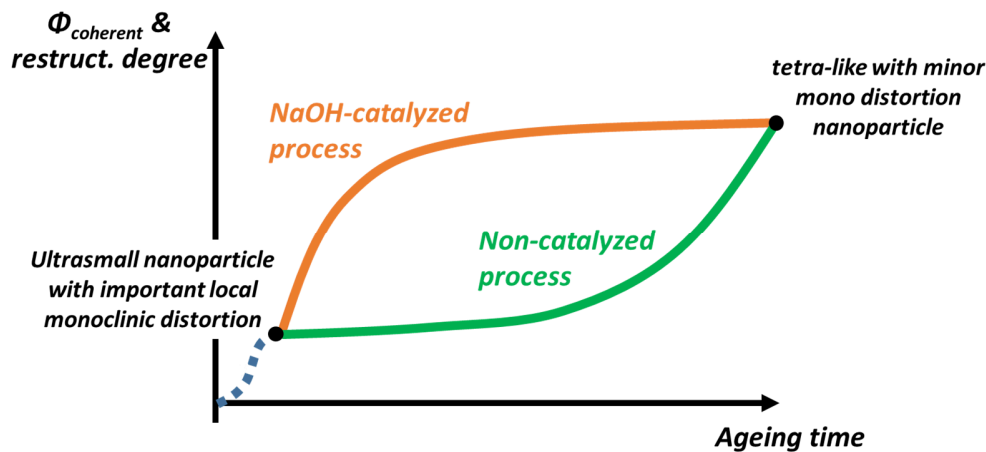 Φcoherent &
restruct. degree
tetra-like with minor
mono distortion
nanoparticle
NaOH-catalyzed
process
Non-catalyzed
process
Ultrasmall nanoparticle
with important local
monoclinic distortion
Ageing time